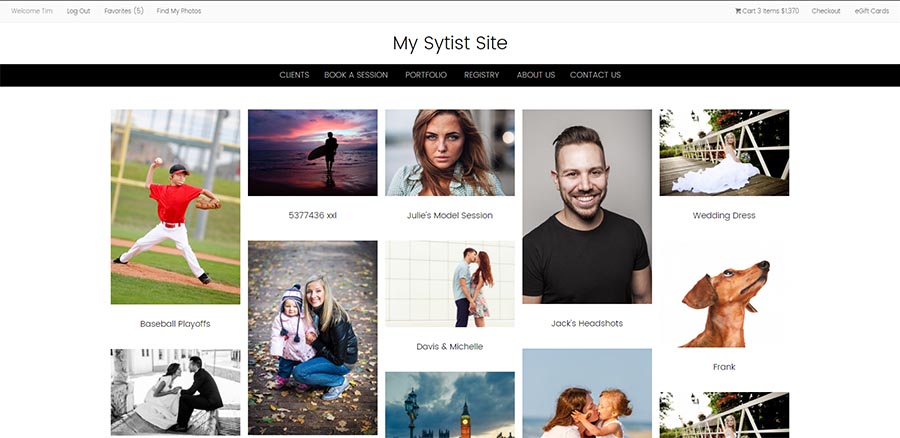 Welcome Tim Log Out Favorites (5) Find My Photos Cart 3 Items $1,370 Checkout eGift Cards
My Sytist Site
CLIENTS BOOK A SESSION PORTFOLIO REGISTRY ABOUT US CONTACT US
5377436 xxl Julie's Model Session Wedding Dress
Baseball Playoffs Jack's Headshots
Davis & Michelle
Frank